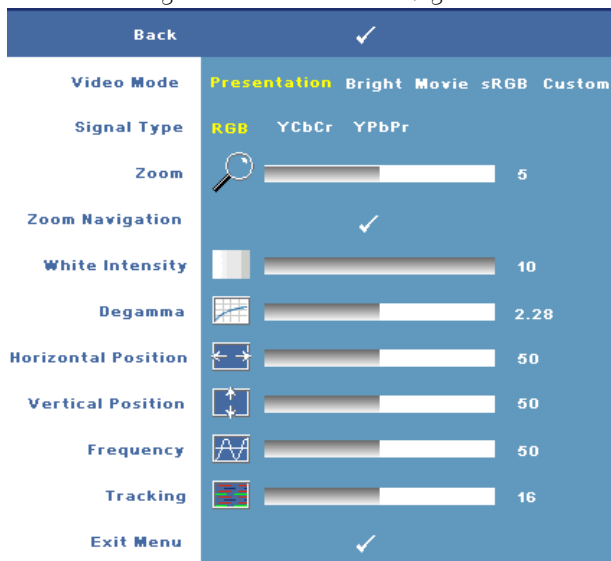 Back
Video Mode Presentation Bright Movie sRGB Custom
Signal Type RGB YCbCr YPbPr
Zoom 5
Zoom Navigation
White Intensity 10
Degamma 2.28
Horizontal Position 50
Vertical Position 50
Frequency 50
Tracking 16
Exit Menu